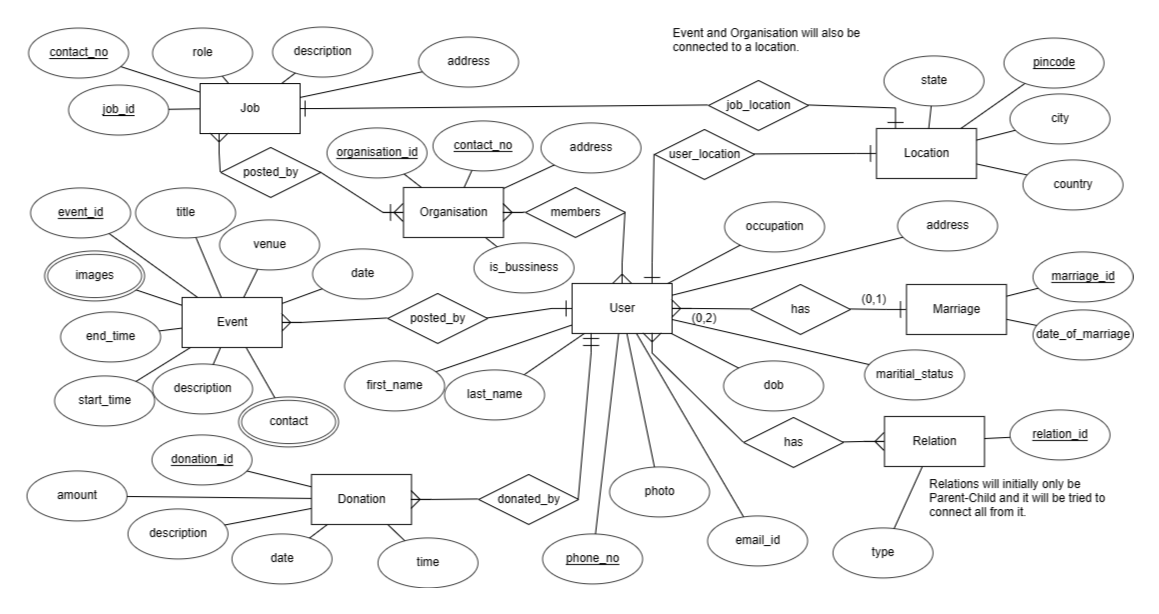 Event and Organisation will also be
connected to a location.
contact_no
role
description
address
job_id
Job
job_location
state
pincode
city
country
Location
user_location
posted_by
organisation_id
contact_no
address
Organisation
is_bussiness
members
event_id
title
venue
images
date
end_time
Event
start_time
description
contact
posted_by
User
occupation
address
(0,2)
has
(0,1)
Marriage
marriage_id
date_of_marriage
first_name
last_name
dob
maritial_status
has
Relation
relation_id
Relations will initially only be
Parent-Child and it will be tried to
connect all from it.
type
donation_id
amount
description
date
time
Donation
donated_by
phone_no
photo
email_id